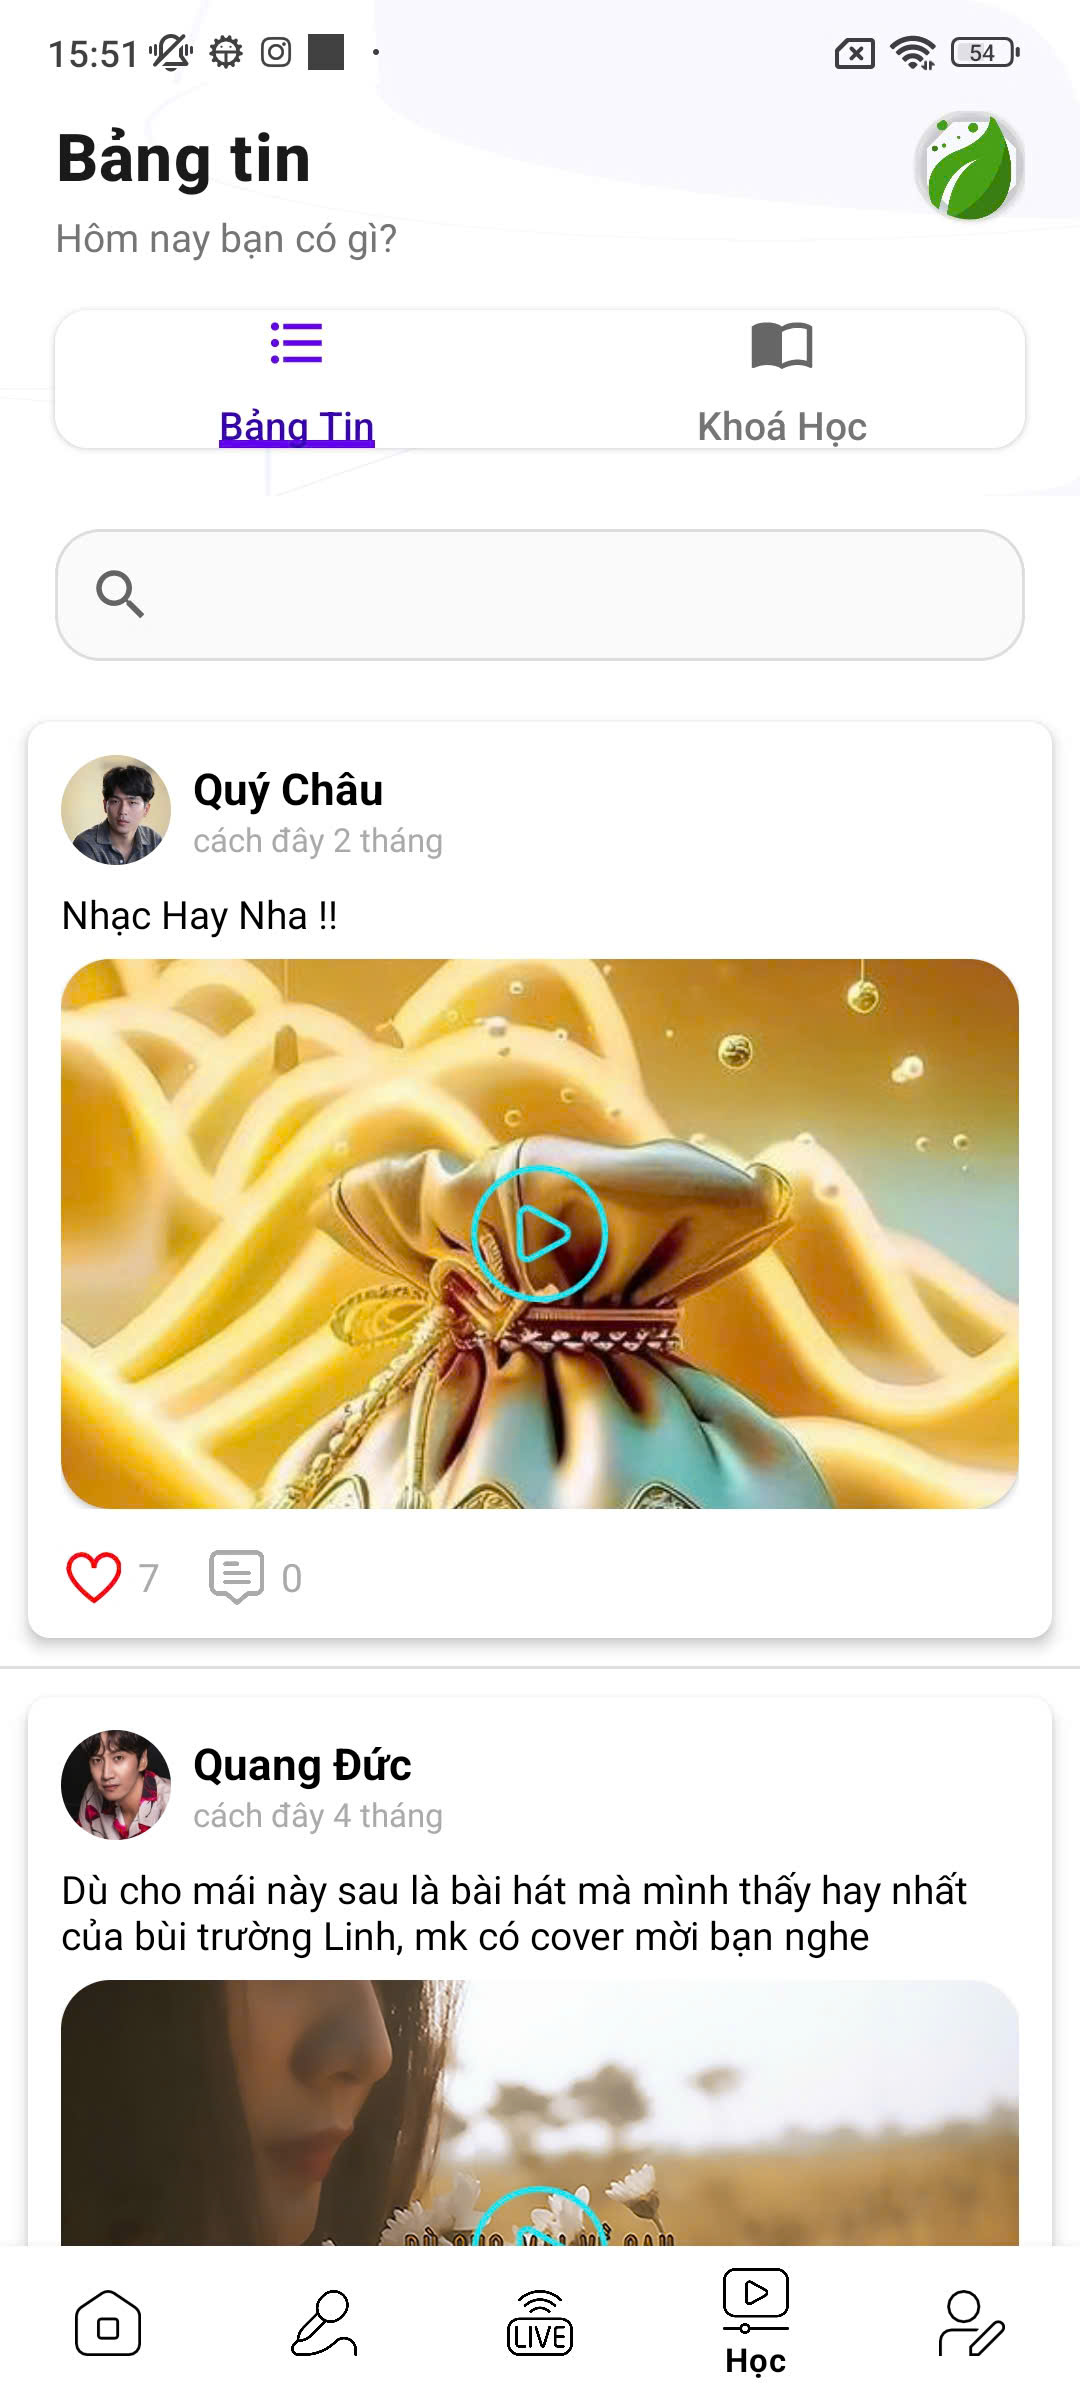 15:51
54
Bảng tin
Hôm nay bạn có gì?
Bảng Tin
Khoá Học
Quý Châu
cách đây 2 tháng
Nhạc Hay Nha !!
7
0
Quang Đức
cách đây 4 tháng
Dù cho mái này sau là bài hát mà mình thấy hay nhất
của bùi trường Linh, mk có cover mời bạn nghe
LIVE
Học